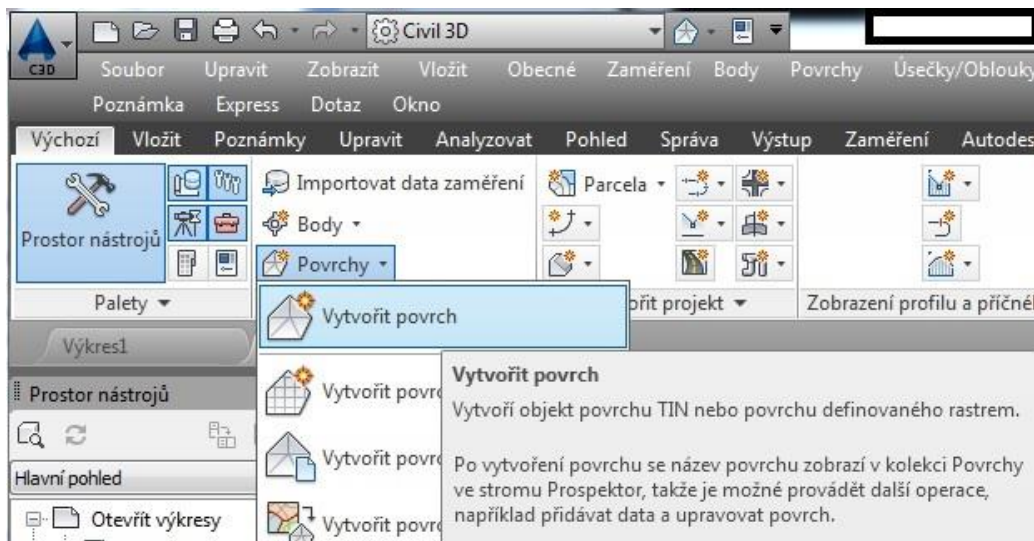 Civil 3D
C3D Soubor Upravit Zobrazit Vložit Obecné Zaměření Body Povrchy Úsečky/Oblouky
Poznámka Express Dotaz Okno
Výchozí Vložit Poznámky Upravit Analyzovat Pohled Správa Výstup Zaměření Autodes
Importovat data zaměření Parcela
Prostor nástrojů
Body
Povrchy
Palety
ořit projekt
Zobrazení profilu a příčné
Vytvořit povrch
Výkres1
Vytvořit povrch
Vytvoří objekt povrchu TIN nebo povrchu definovaného rastrem.
Po vytvoření povrchu se název povrchu zobrazí v kolekci Povrchy
ve stromu Prospektor, takže je možné provádět další operace,
například přidávat data a upravovat povrch.
Vytvořit povr
Vytvořit povr
Vytvořit povr
Prostor nástrojů
Hlavní pohled
Otevřít výkresy